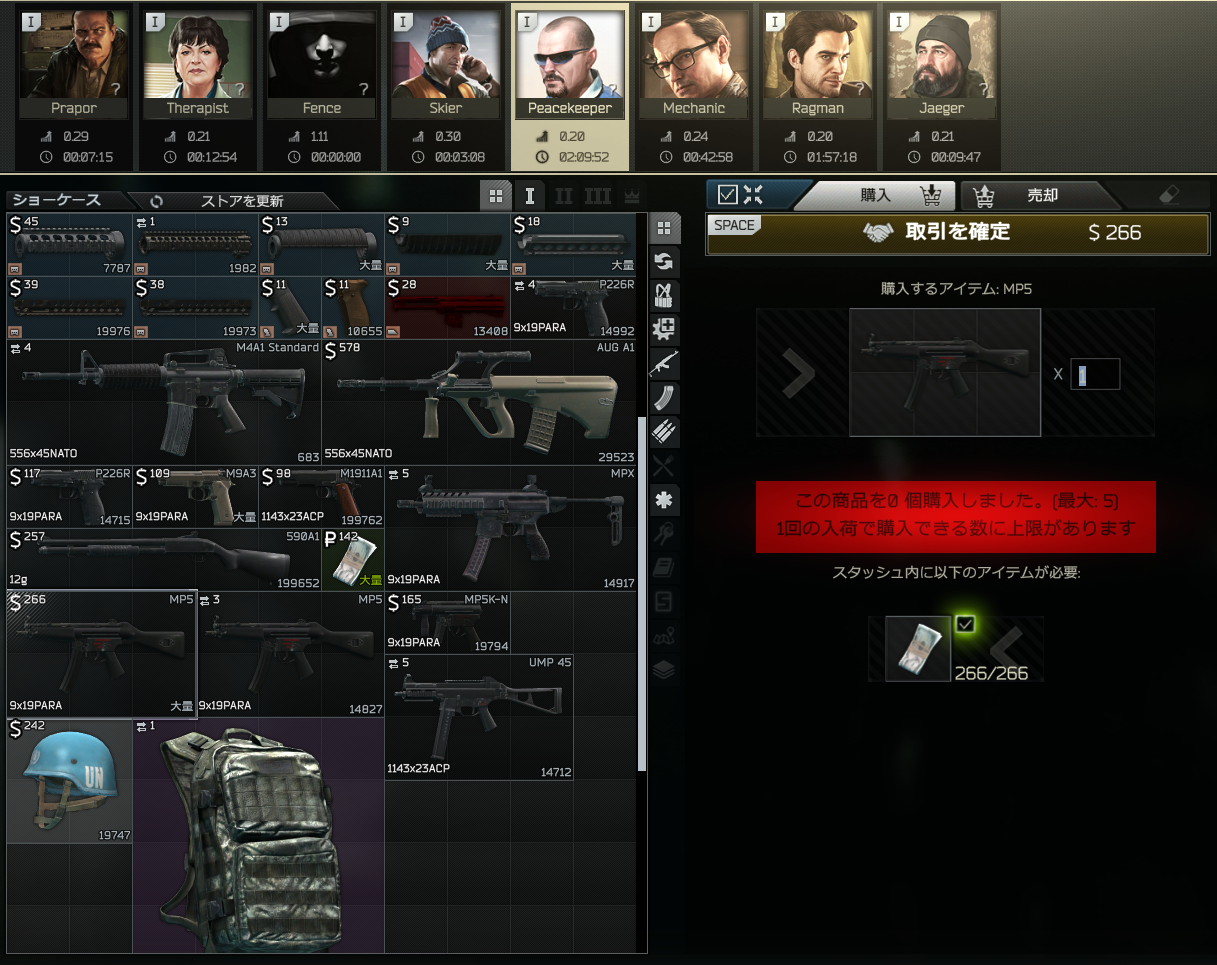 I
I
I
I
I
I
I
I
?
?
?
?
?
?
?
?
Prapor
Therapist
Fence
Skier
Peacekeeper
Mechanic
Ragman
Jaeger
0.29
0.21
1.11
0.30
0.20
0.24
0.20
0.21
00:07:15
00:12:54
00:00:00
00:03:08
02:09:52
00:42:58
01:57:18
00:09:47
ショーケース
ストアを更新
I
II
III
購入
売却
SPACE
取引を確定
$ 266
$45
1
$13
$9
$18
7787
1982
大量
大量
大量
$39
$38
$11
$11
$28
4
P226R
19976
19973
大量
10655
13408
9x19PARA
14992
4
M4A1 Standard
$578
AUG A1
556x45NATO
683
556x45NATO
29523
$117
P226R
$109
M9A3
$98
M1911A1
5
MPX
9x19PARA
14715
9x19PARA
大量
1143x23ACP
199762
$257
590A1
₽142
12g
199652
大量
9x19PARA
14917
$266
MP5
3
MP5
$165
MP5K-N
9x19PARA
19794
9x19PARA
大量
9x19PARA
14827
5
UMP 45
1143x23ACP
14712
$242
UN
19747
1
購入するアイテム: MP5
X
1
この商品を0 個購入しました。(最大: 5)
1回の入荷で購入できる数に上限があります
スタッシュ内に以下のアイテムが必要:
266/266